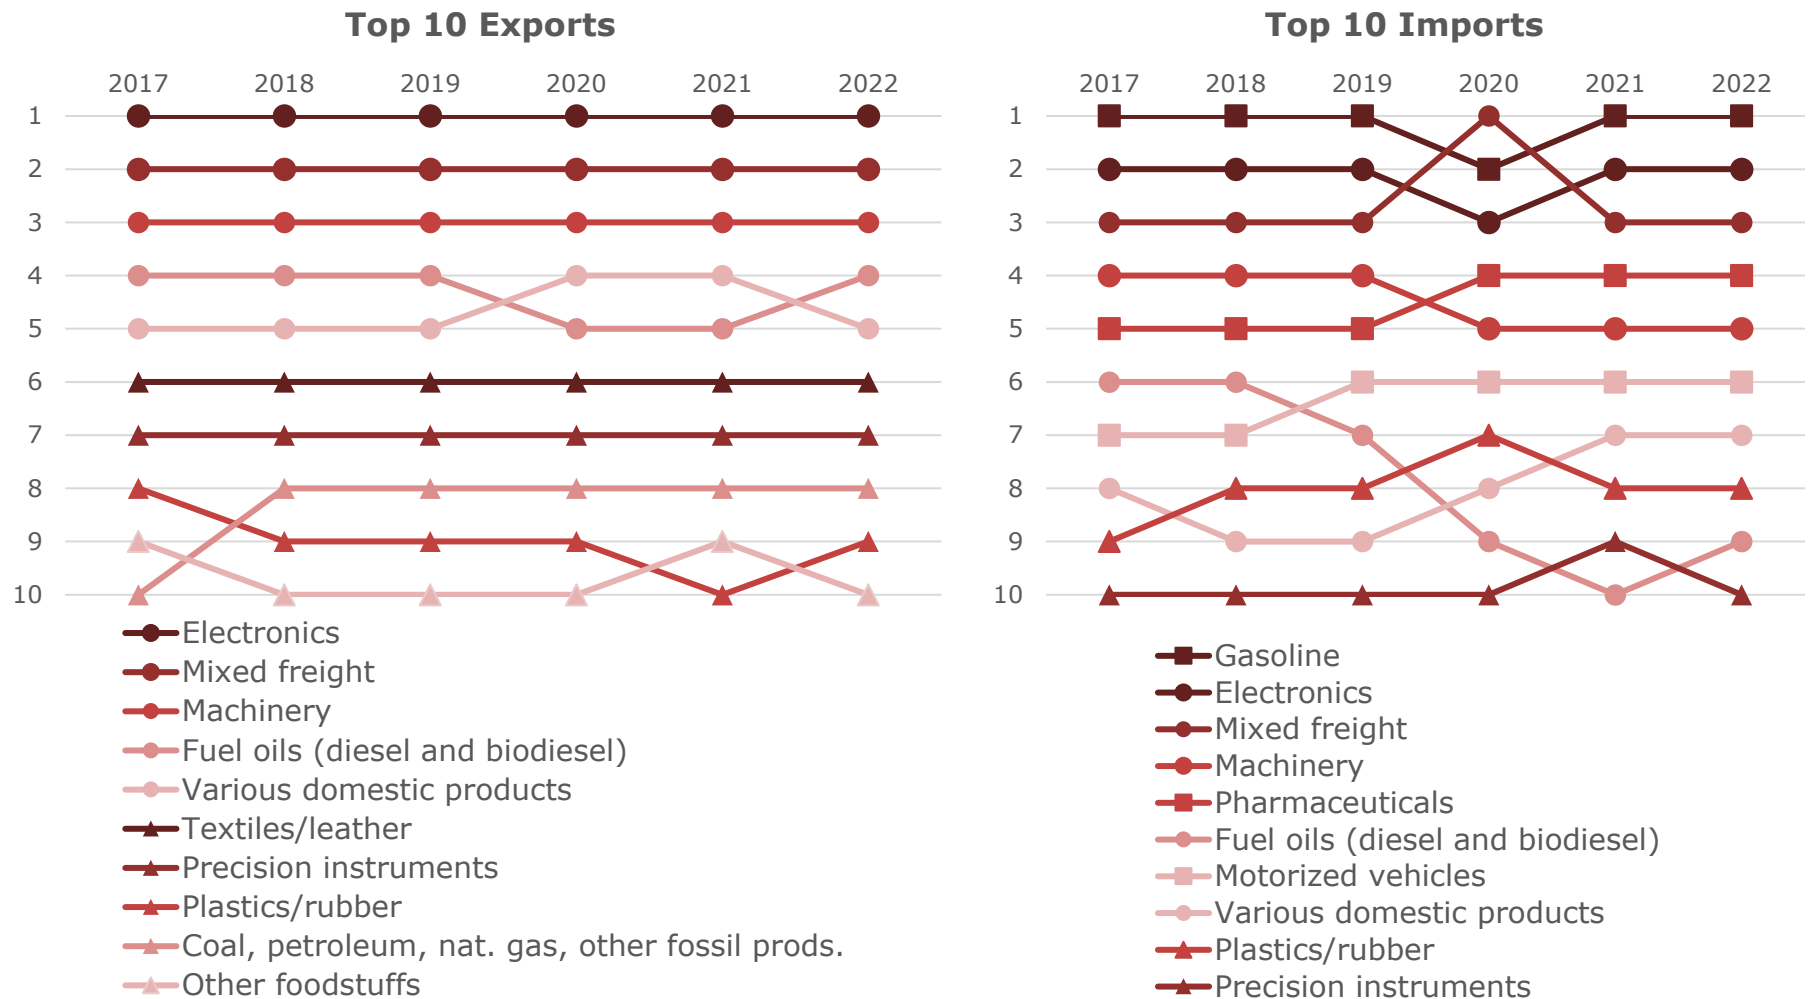 Top 10 Exports
2017 2018 2019 2020 2021 2022
1
2
3
4
5
6
7
8
9
10
Electronics
Mixed freight
Machinery
Fuel oils (diesel and biodiesel)
Various domestic products
Textiles/leather
Precision instruments
Plastics/rubber
Coal, petroleum, nat. gas, other fossil prods.
Other foodstuffs
Top 10 Imports
2017 2018 2019 2020 2021 2022
1
2
3
4
5
6
7
8
9
10
Gasoline
Electronics
Mixed freight
Machinery
Pharmaceuticals
Fuel oils (diesel and biodiesel)
Motorized vehicles
Various domestic products
Plastics/rubber
Precision instruments